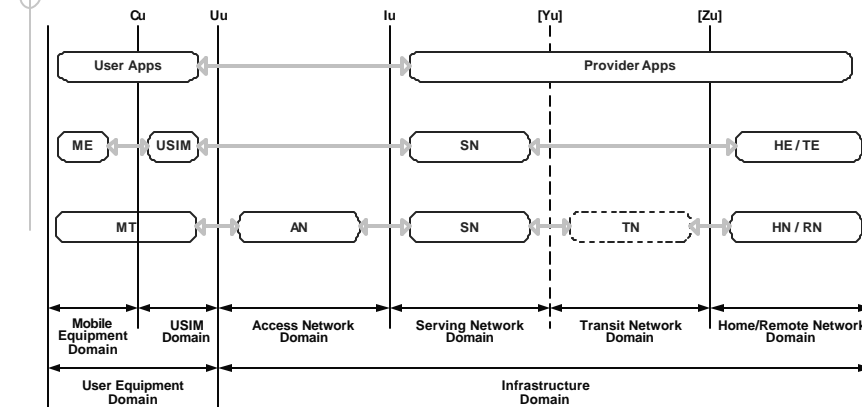 Cu Uu Iu [Yu] [Zu]
User Apps Provider Apps
ME USIM SN HE / TE
MT AN SN TN HN / RN
Mobile
Equipment
Domain
USIM
Domain
Access Network
Domain
Serving Network
Domain
Transit Network
Domain
Home/Remote Network
Domain
User Equipment
Domain
Infrastructure
Domain